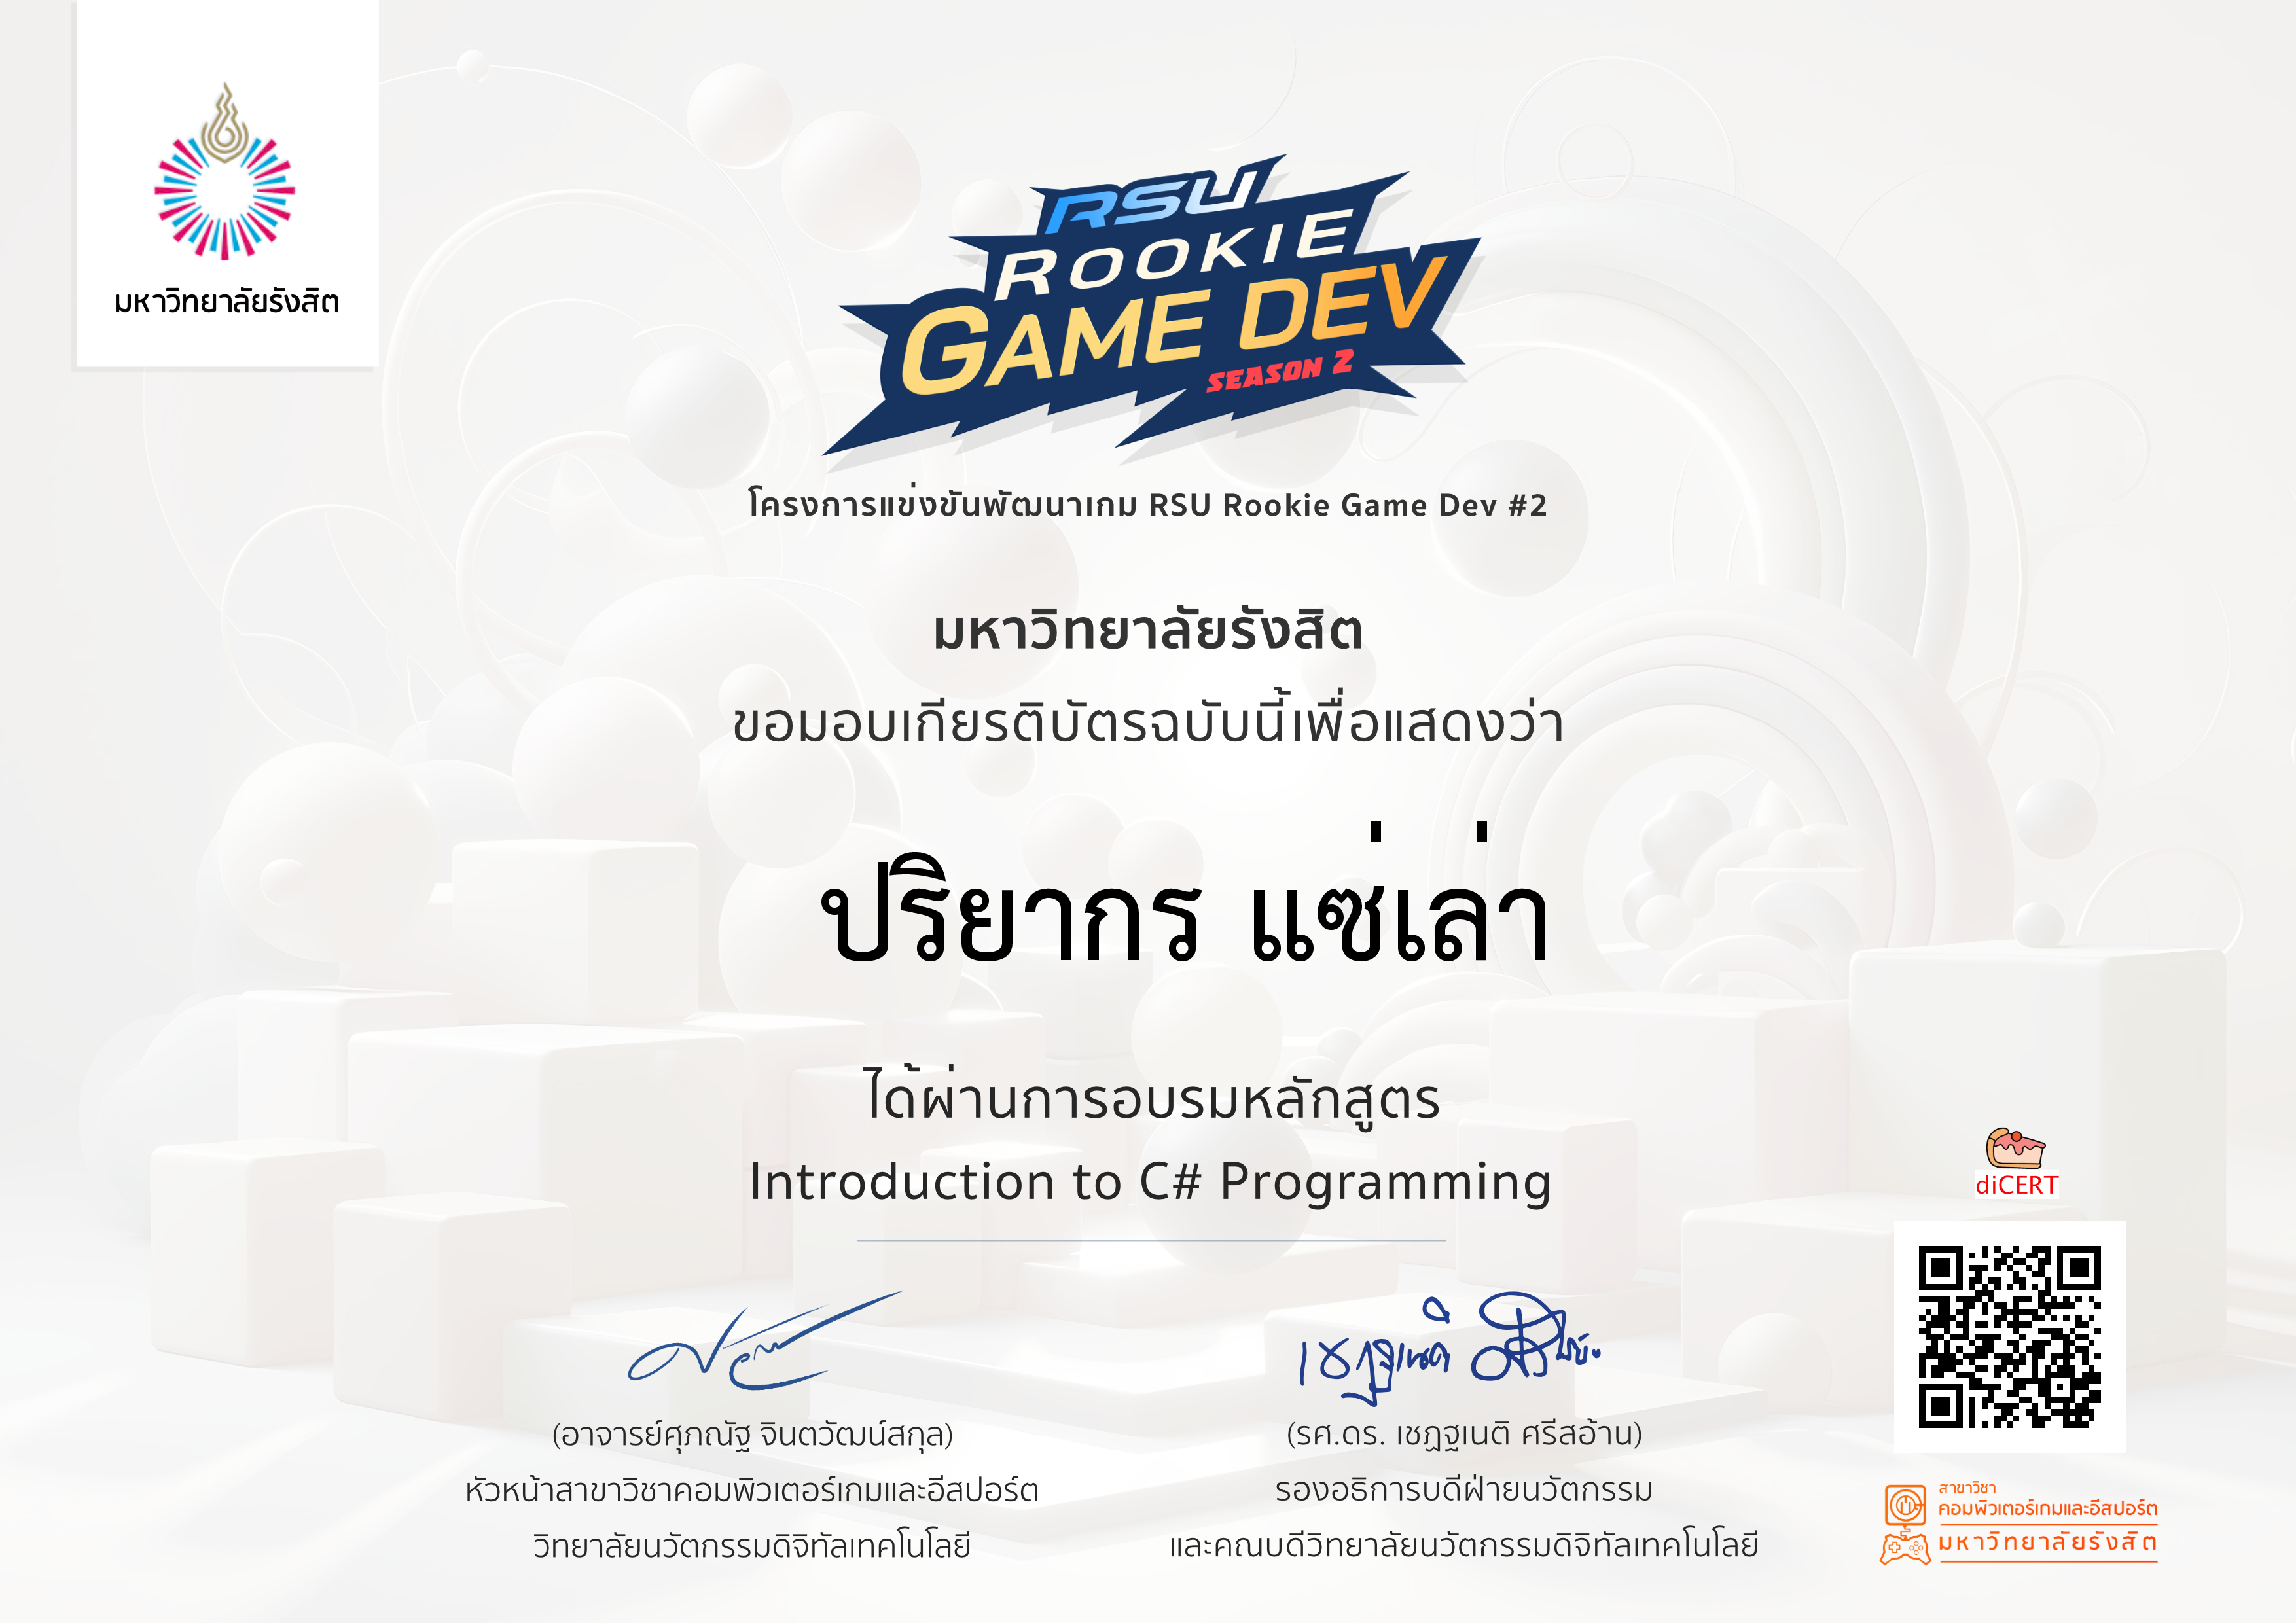 มหาวิทยาลัยรังสิต
RSU
ROOKIE
GAME DEV
SEASON 2
โครงการแข่งขันพัฒนาเกม RSU Rookie Game Dev #2
มหาวิทยาลัยรังสิต
ขอมอบเกียรติบัตรฉบับนี้เพื่อแสดงว่า
ปริยากร แซ่เล่า
ได้ผ่านการอบรมหลักสูตร
Introduction to C# Programming
diCERT
เชฎฐเนติ ศรีสอ้าน
(อาจารย์ศุภณัฐ จินตวัฒน์สกุล)
หัวหน้าสาขาวิชาคอมพิวเตอร์เกมและอีสปอร์ต
วิทยาลัยนวัตกรรมดิจิทัลเทคโนโลยี
(รศ.ดร. เชฏฐเนติ ศรีสอ้าน)
รองอธิการบดีฝ่ายนวัตกรรม
และคณบดีวิทยาลัยนวัตกรรมดิจิทัลเทคโนโลยี
สาขาวิชา
คอมพิวเตอร์เกมและอีสปอร์ต
มหาวิทยาลัยรังสิต